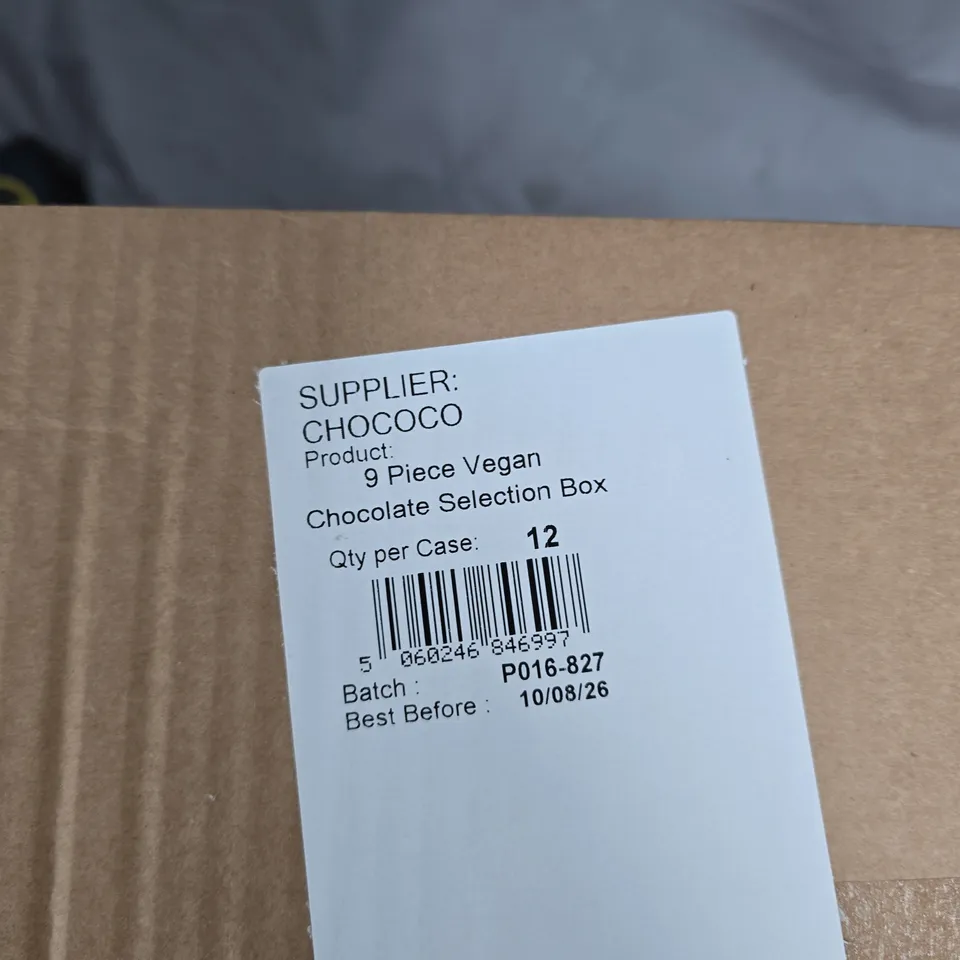 SUPPLIER:
CHOCOCO
Product:
9 Piece Vegan
Chocolate Selection Box
Qty per Case: 12
5 060246 846997
Batch : P016-827
Best Before : 10/08/26